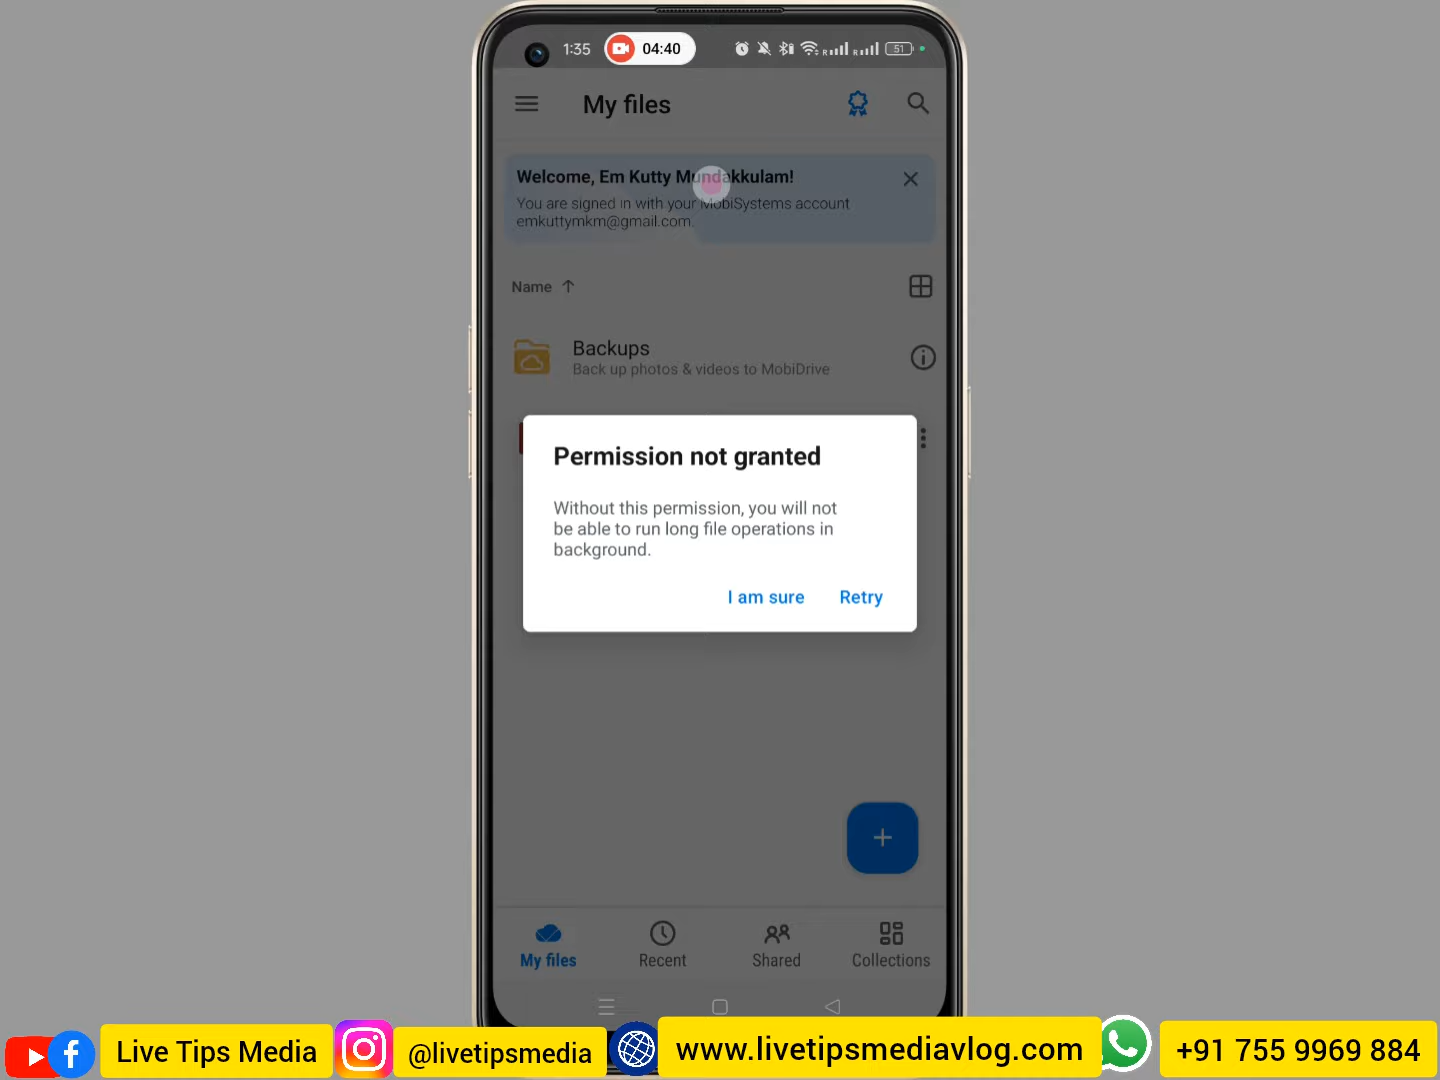 1:35
04:40
51
My files
Welcome, Em Kutty Mundakkulam!
You are signed in with your MobiSystems account
emkuttymkm@gmail.com.
Name
Backups
Back up photos & videos to MobiDrive
Permission not granted
Without this permission, you will not
be able to run long file operations in
background.
I am sure
Retry
My files
Recent
Shared
Collections
Live Tips Media
@livetipsmedia
www.livetipsmediavlog.com
+91 755 9969 884